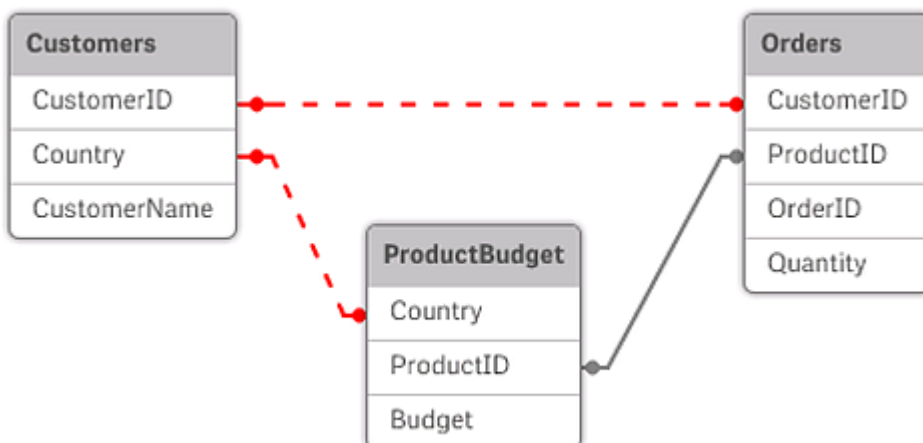 Customers
CustomerID
Country
CustomerName
ProductBudget
Country
ProductID
Budget
Orders
CustomerID
ProductID
OrderID
Quantity